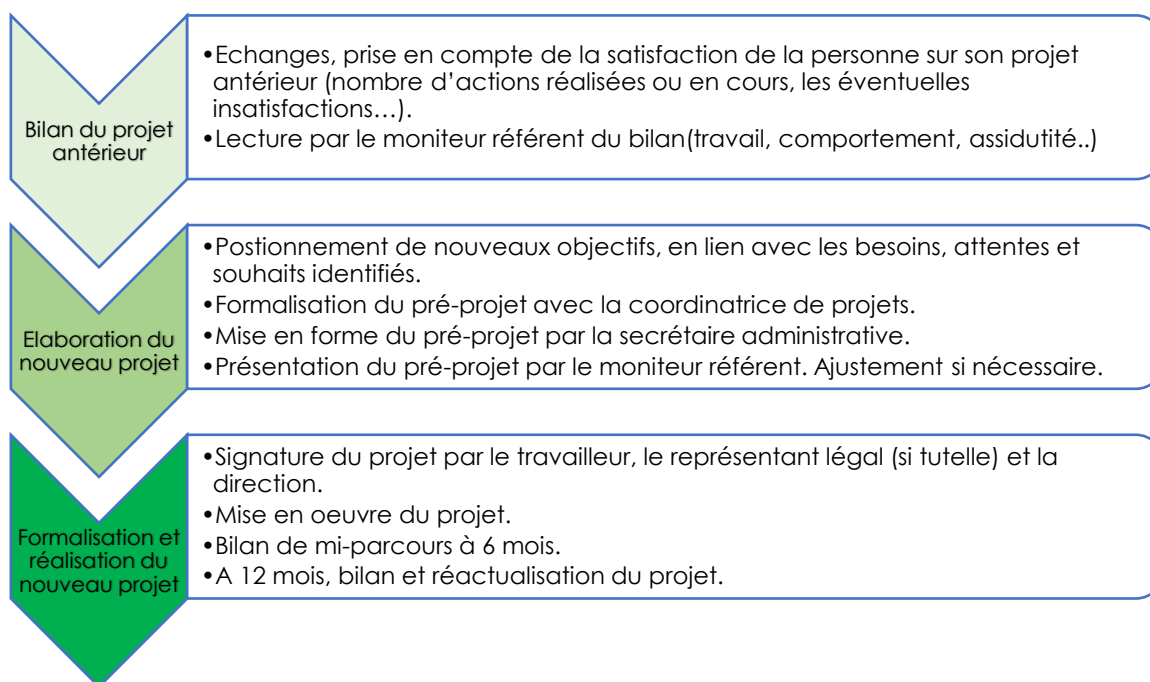 Bilan du projet
antérieur
•Echanges, prise en compte de la satisfaction de la personne sur son projet
antérieur (nombre d'actions réalisées ou en cours, les éventuelles
insatisfactions…).
•Lecture par le moniteur référent du bilan(travail, comportement, assidutité..)
Elaboration du
nouveau projet
•Postionnement de nouveaux objectifs, en lien avec les besoins, attentes et
souhaits identifiés.
•Formalisation du pré-projet avec la coordinatrice de projets.
•Mise en forme du pré-projet par la secrétaire administrative.
•Présentation du pré-projet par le moniteur référent. Ajustement si nécessaire.
Formalisation et
réalisation du
nouveau projet
•Signature du projet par le travailleur, le représentant légal (si tutelle) et la
direction.
•Mise en oeuvre du projet.
•Bilan de mi-parcours à 6 mois.
•A 12 mois, bilan et réactualisation du projet.